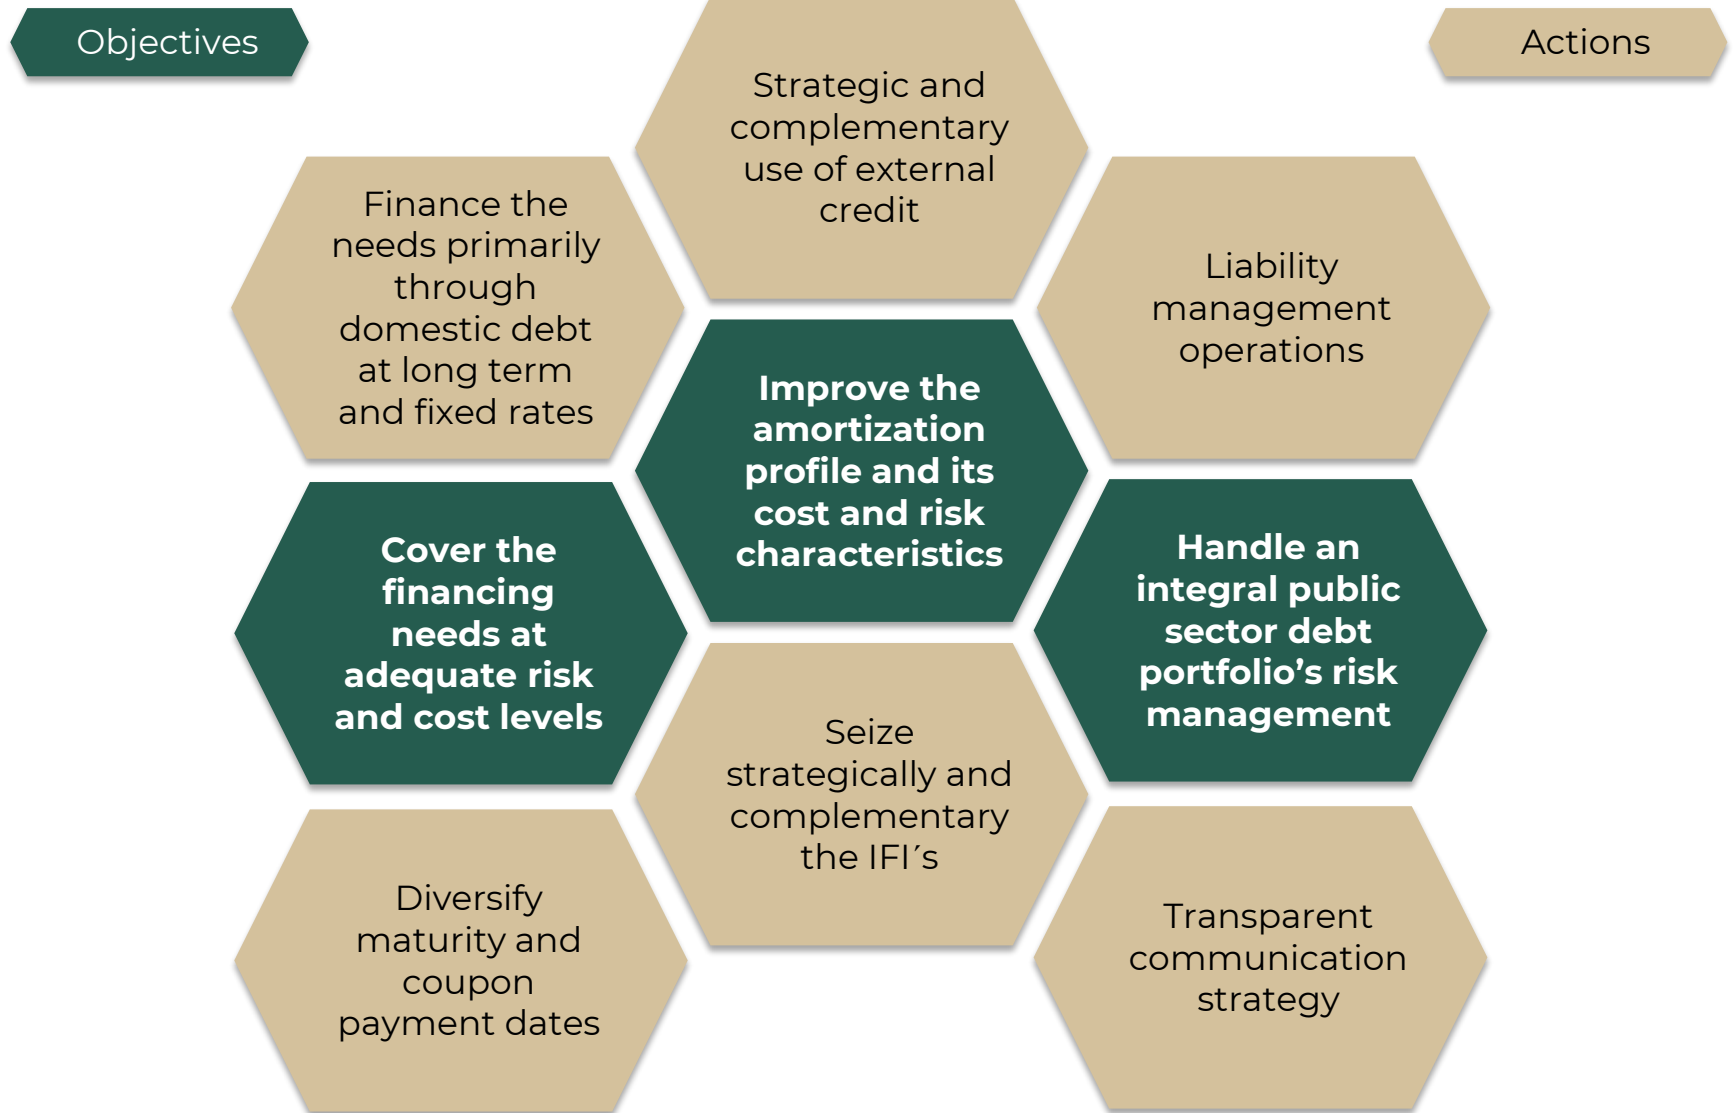 Objectives
Actions
Strategic and
complementary
use of external
credit
Finance the
needs primarily
through
domestic debt
at long term
and fixed rates
Liability
management
operations
Improve the
amortization
profile and its
cost and risk
characteristics
Cover the
financing
needs at
adequate risk
and cost levels
Handle an
integral public
sector debt
portfolio’s risk
management
Seize
strategically and
complementary
the IFI´s
Diversify
maturity and
coupon
payment dates
Transparent
communication
strategy